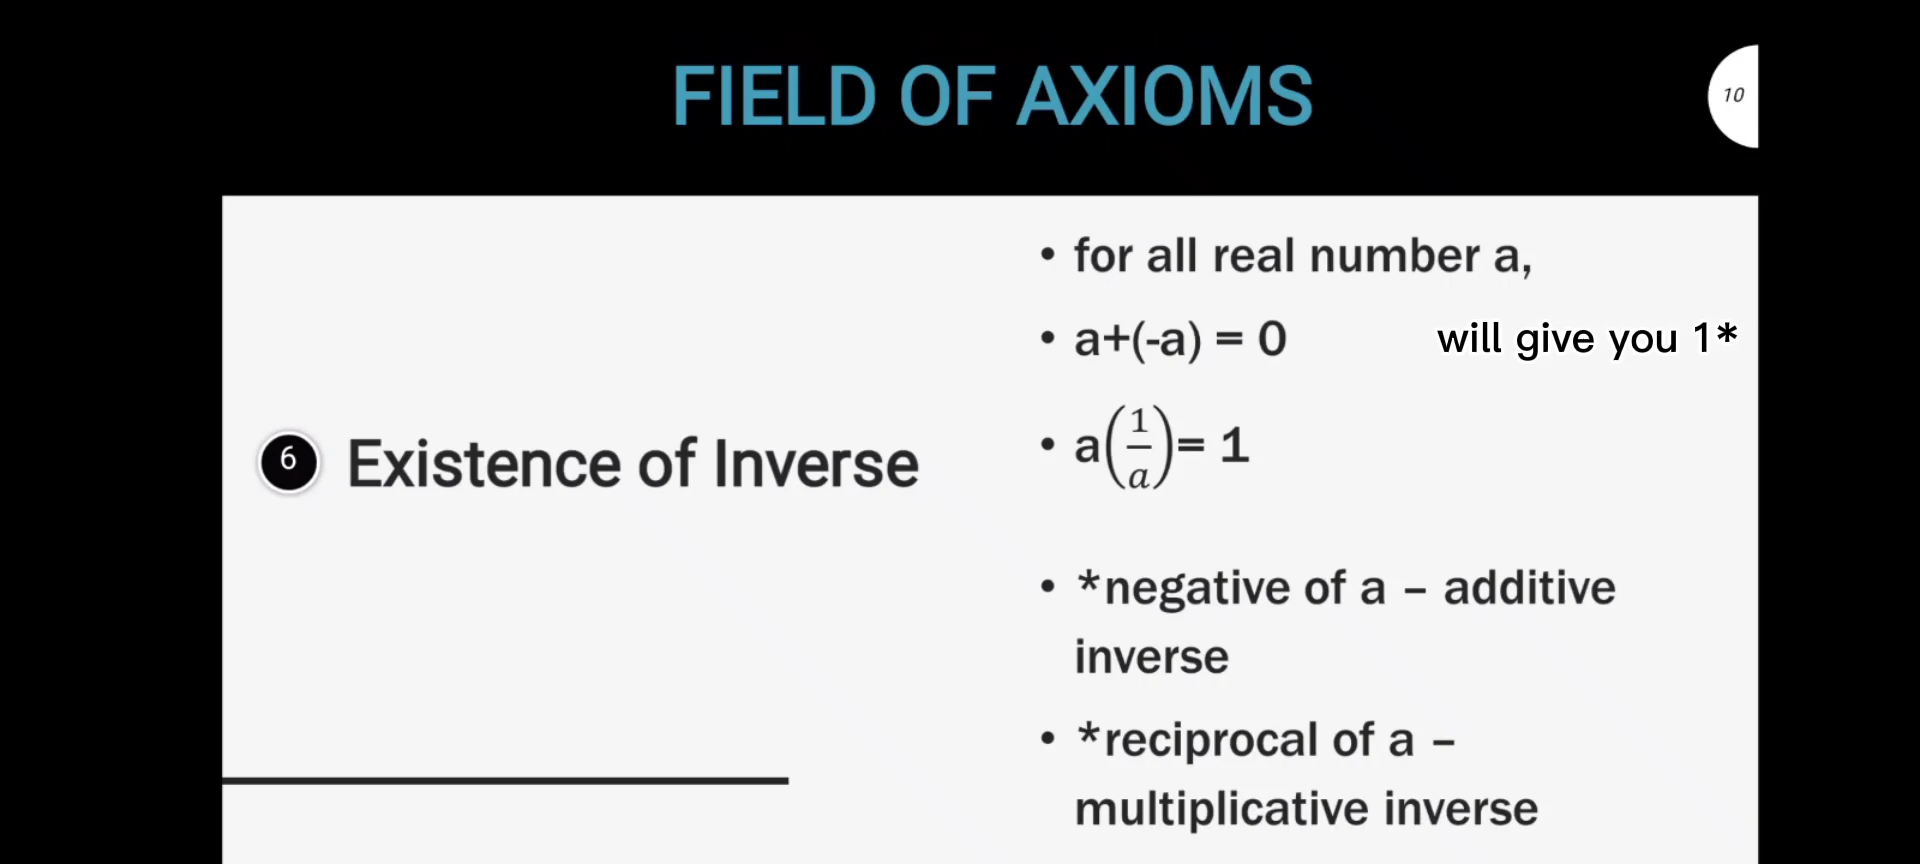 FIELD OF AXIOMS
10
6 Existence of Inverse
• for all real number a,
• a+(-a) = 0
will give you 1*
• a(1/a)= 1
• *negative of a – additive
inverse
• *reciprocal of a –
multiplicative inverse